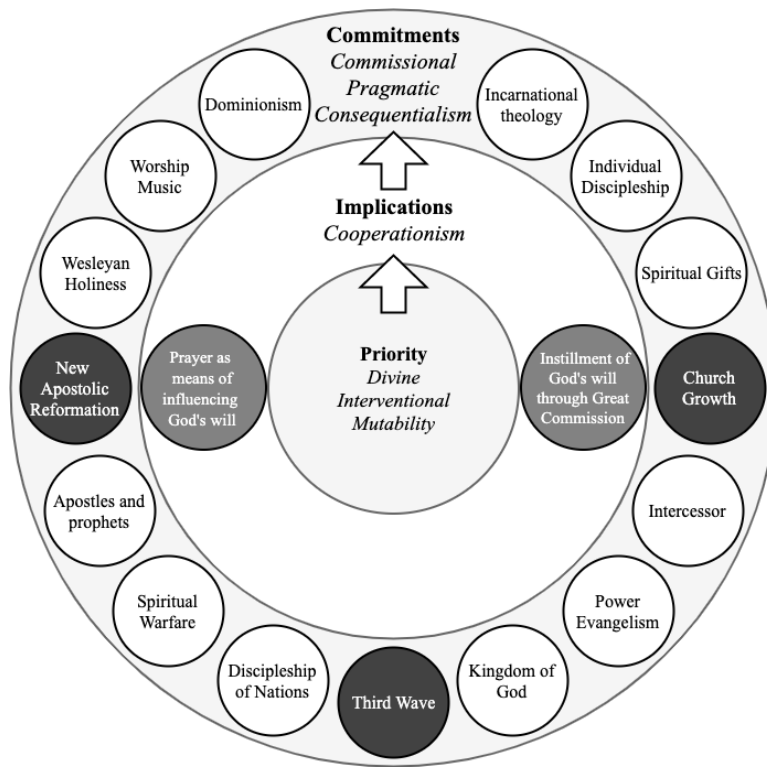 Commitments
Commissional
Pragmatic
Consequentialism
Dominionism
Incarnational
theology
Worship
Music
Individual
Discipleship
Implications
Cooperationism
Wesleyan
Holiness
Spiritual Gifts
New
Apostolic
Reformation
Prayer as
means of
influencing
God's will
Priority
Divine
Interventional
Mutability
Instillment of
God's will
through Great
Commission
Church
Growth
Apostles and
prophets
Intercessor
Spiritual
Warfare
Power
Evangelism
Discipleship
of Nations
Third Wave
Kingdom of
God